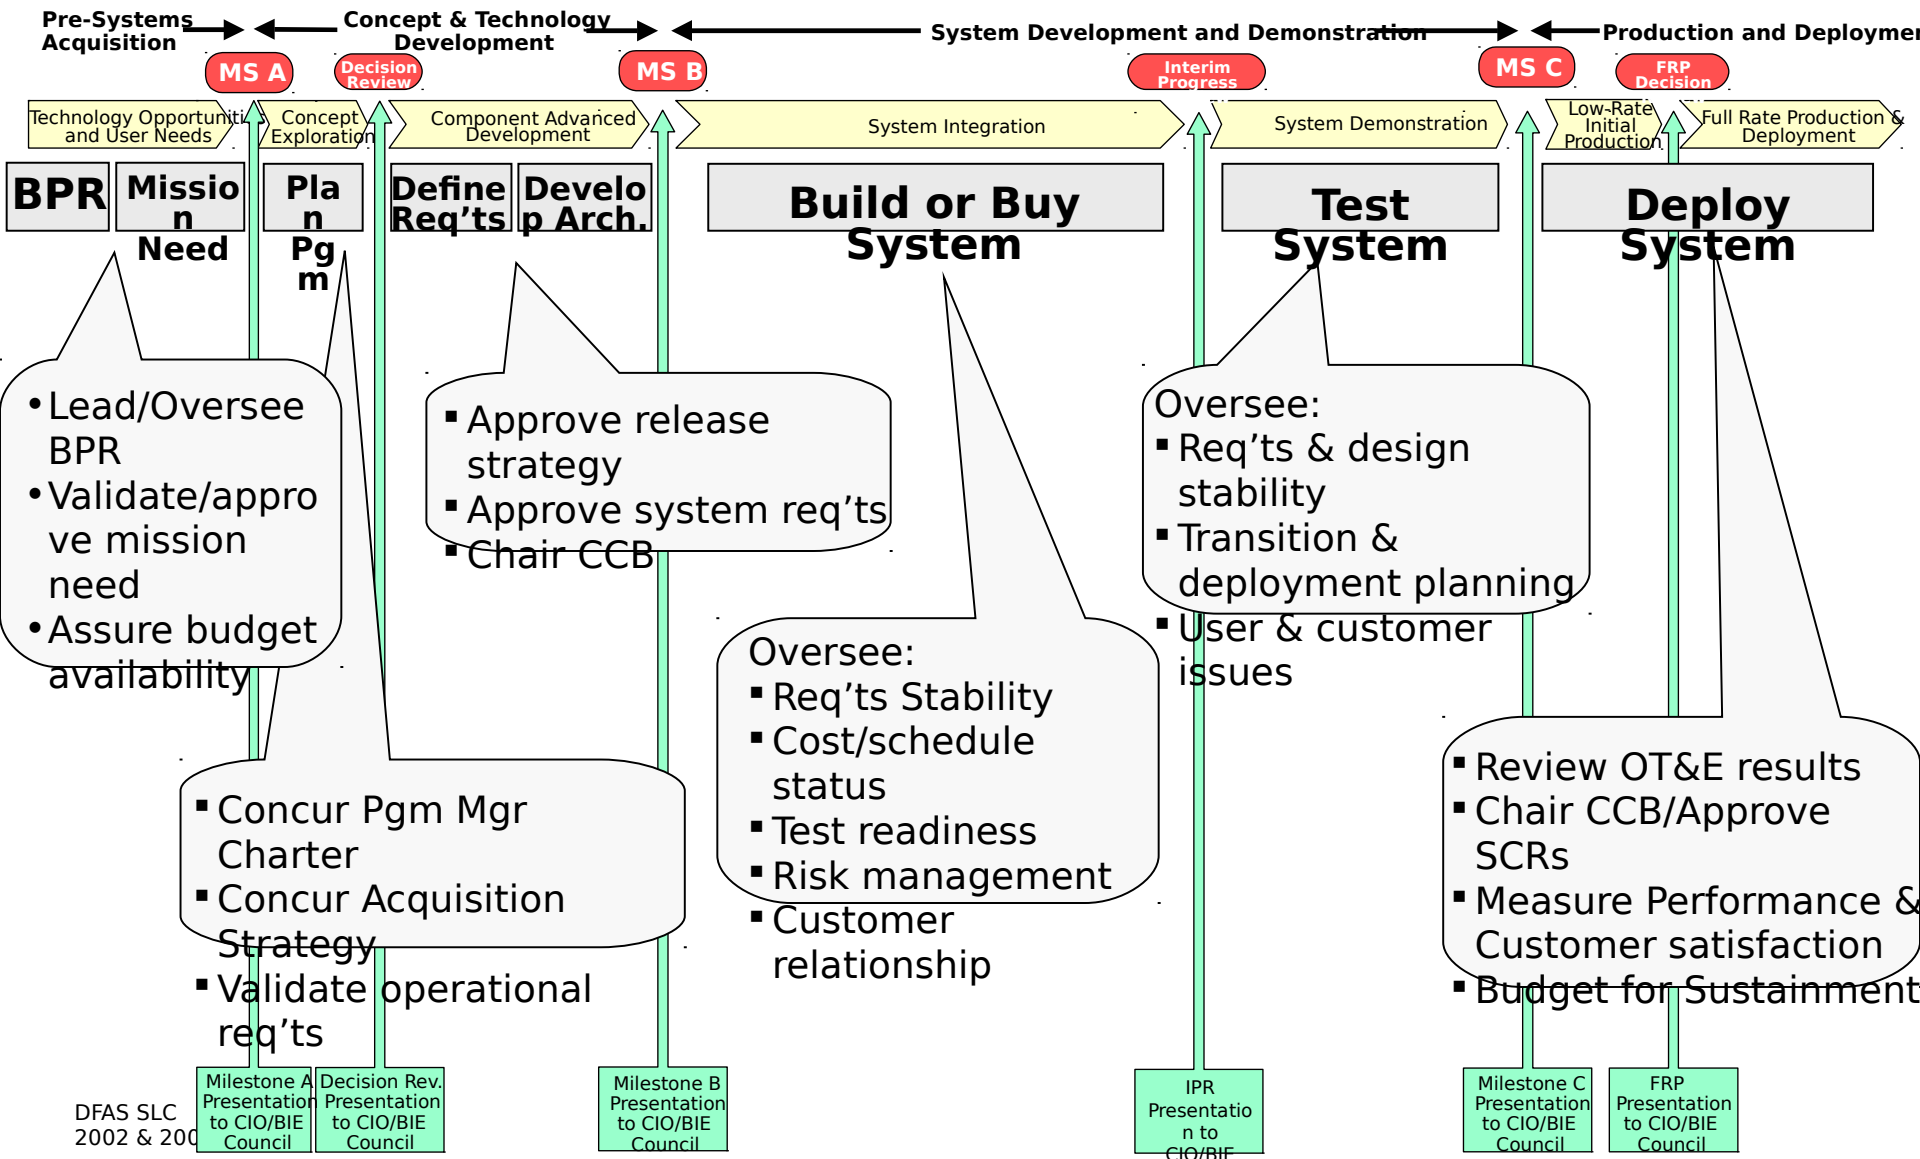 Pre-Systems
Acquisition
Concept & Technology
Development
System Development and Demonstration
Production and Deploymen
MS A
Decision
Review
MS B
Interim
Progress
MS C
FRP
Decision
Technology Opportunities
and User Needs
Concept
Exploration
Component Advanced
Development
System Integration
System Demonstration
Low-Rate
Initial
Production
Full Rate Production &
Deployment
BPR
Missio
n
Need
Pla
n
Pg
m
Define
Req’ts
Develo
p Arch.
Build or Buy
System
Test
System
Deploy
System
•Lead/Oversee
BPR
•Validate/appro
ve mission
need
•Assure budget
availability
▪Approve release
strategy
▪Approve system req’ts
▪Chair CCB
Oversee:
▪Req’ts & design
stability
▪Transition &
deployment planning
▪User & customer
issues
Oversee:
▪Req’ts Stability
▪Cost/schedule
status
▪Test readiness
▪Risk management
▪Customer
relationship
▪Concur Pgm Mgr
Charter
▪Concur Acquisition
Strategy
▪Validate operational
req’ts
▪Review OT&E results
▪Chair CCB/Approve
SCRs
▪Measure Performance &
Customer satisfaction
▪Budget for Sustainment
DFAS SLC
2002 & 200
Milestone A
Presentation
to CIO/BIE
Council
Decision Rev.
Presentation
to CIO/BIE
Council
Milestone B
Presentation
to CIO/BIE
Council
IPR
Presentatio
n to
CIO/BIE
Milestone C
Presentation
to CIO/BIE
Council
FRP
Presentation
to CIO/BIE
Council